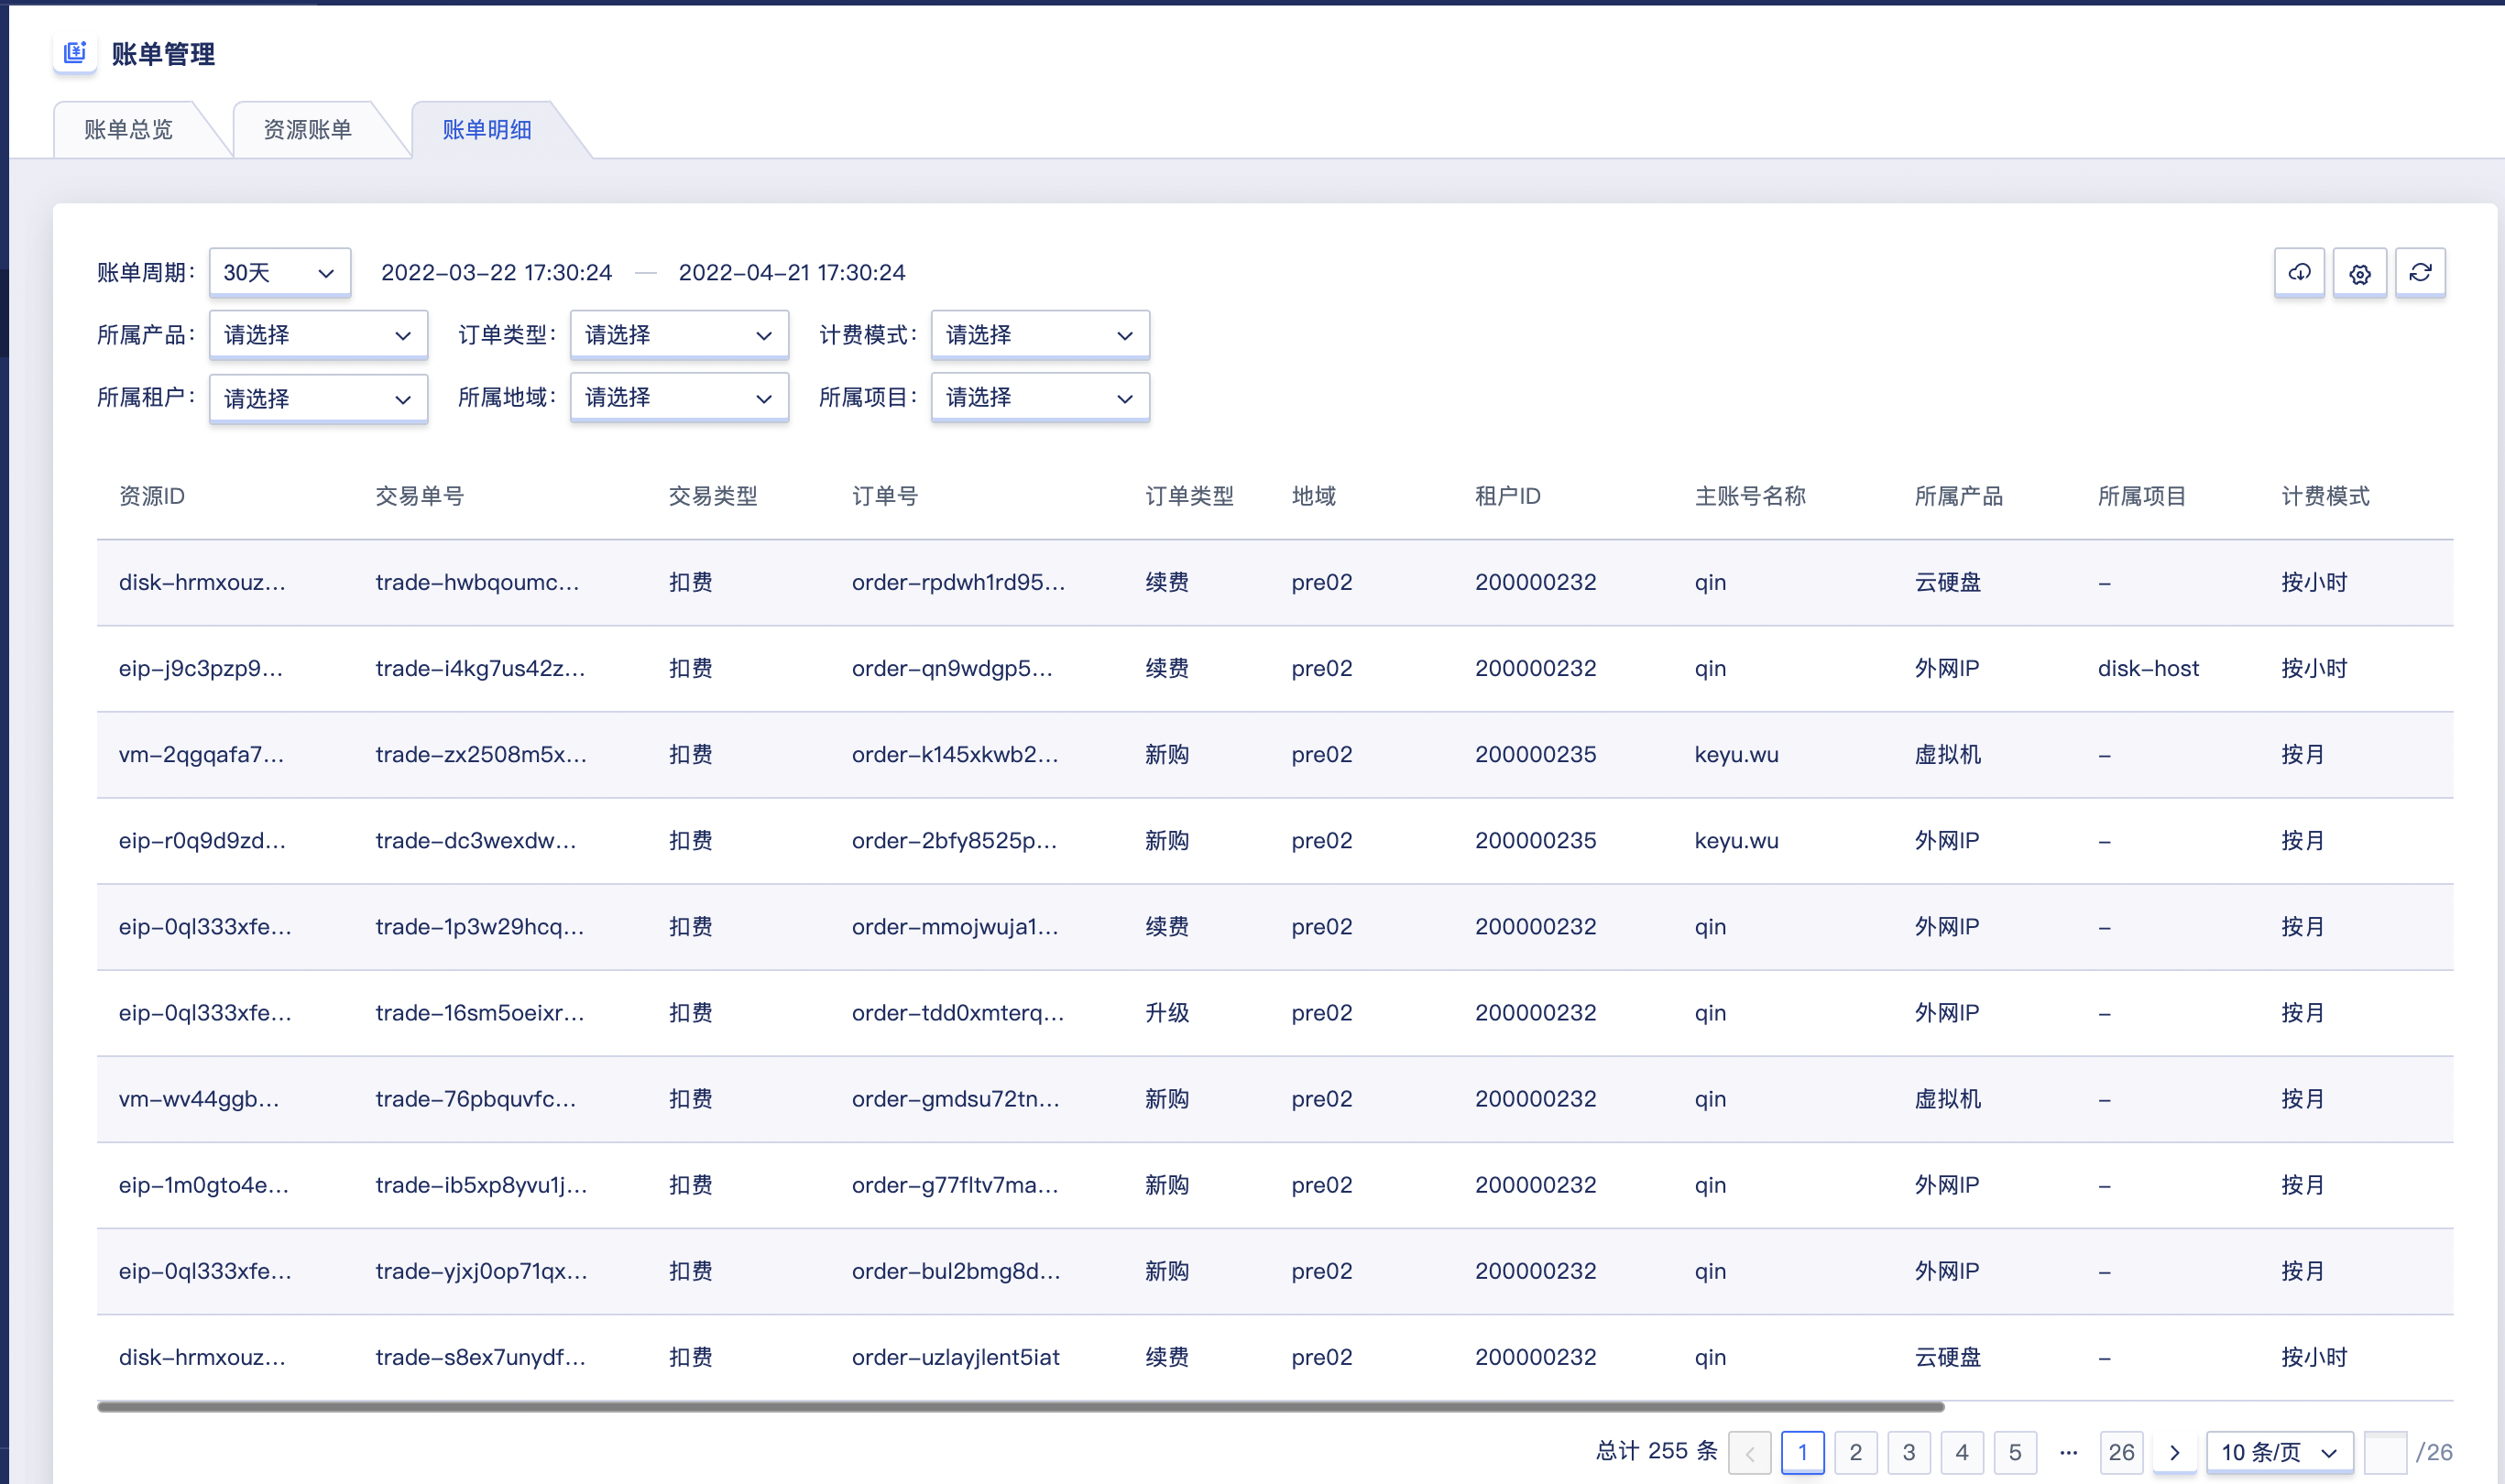 账单管理
账单总览 资源账单 账单明细
账单周期： 30天 2022-03-22 17:30:24 — 2022-04-21 17:30:24
所属产品： 请选择 订单类型： 请选择 计费模式： 请选择
所属租户： 请选择 所属地域： 请选择 所属项目： 请选择
资源ID 交易单号 交易类型 订单号 订单类型 地域 租户ID 主账号名称 所属产品 所属项目 计费模式
disk-hrmxouz... trade-hwbqoumc... 扣费 order-rpdwh1rd95... 续费 pre02 200000232 qin 云硬盘 - 按小时
eip-j9c3pzp9... trade-i4kg7us42z... 扣费 order-qn9wdgp5... 续费 pre02 200000232 qin 外网IP disk-host 按小时
vm-2qgqafa7... trade-zx2508m5x... 扣费 order-k145xkwb2... 新购 pre02 200000235 keyu.wu 虚拟机 - 按月
eip-r0q9d9zd... trade-dc3wexdw... 扣费 order-2bfy8525p... 新购 pre02 200000235 keyu.wu 外网IP - 按月
eip-0ql333xfe... trade-1p3w29hcq... 扣费 order-mmojwuja1... 续费 pre02 200000232 qin 外网IP - 按月
eip-0ql333xfe... trade-16sm5oeixr... 扣费 order-tdd0xmterq... 升级 pre02 200000232 qin 外网IP - 按月
vm-wv44ggb... trade-76pbquvfc... 扣费 order-gmdsu72tn... 新购 pre02 200000232 qin 虚拟机 - 按月
eip-1m0gto4e... trade-ib5xp8yvu1j... 扣费 order-g77fltv7ma... 新购 pre02 200000232 qin 外网IP - 按月
eip-0ql333xfe... trade-yjxj0op71qx... 扣费 order-bul2bmg8d... 新购 pre02 200000232 qin 外网IP - 按月
disk-hrmxouz... trade-s8ex7unydf... 扣费 order-uzlayjlent5iat 续费 pre02 200000232 qin 云硬盘 - 按小时
总计 255 条 1 2 3 4 5 ... 26 10 条/页 /26